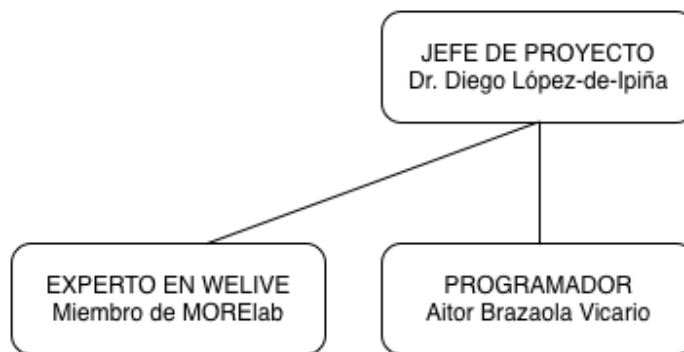 JEFE DE PROYECTO
Dr. Diego López-de-Ipiña
EXPERTO EN WELIVE
Miembro de MORElab
PROGRAMADOR
Aitor Brazaola Vicario